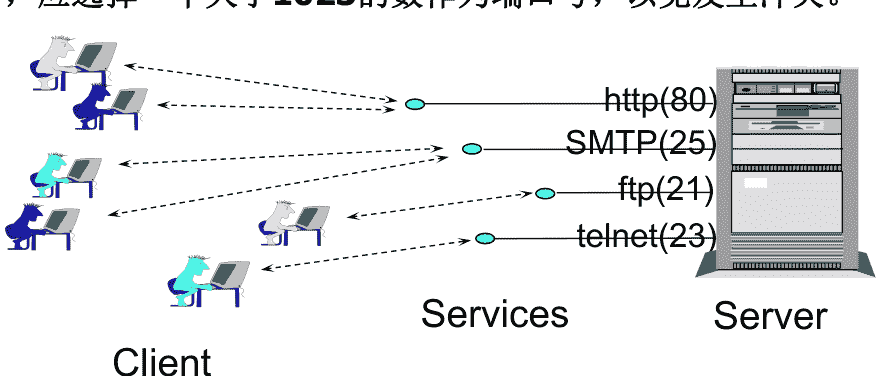 ，应选择一个大于1023的数作为端口号，以免发生冲突。
http(80)
SMTP(25)
ftp(21)
telnet(23)
Services
Server
Client